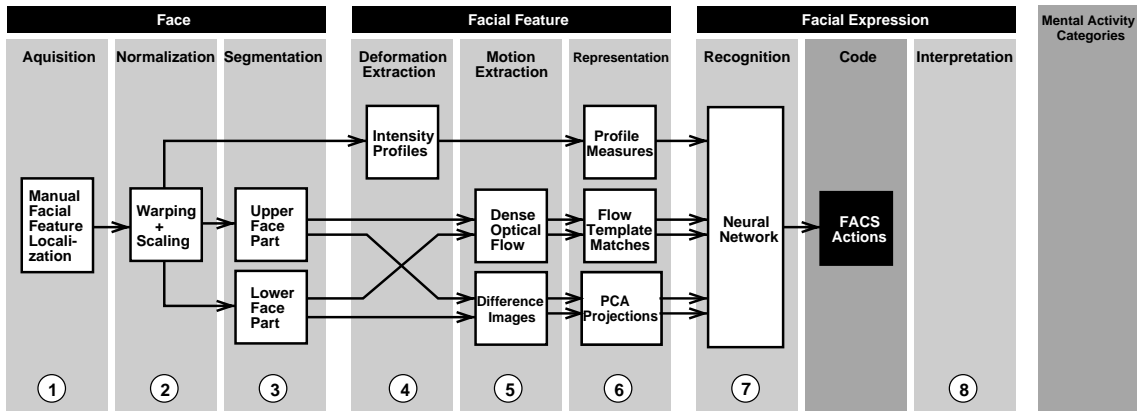 Face
Facial Feature
Facial Expression
Mental Activity
Categories
Aquisition
Normalization
Segmentation
Deformation
Extraction
Motion
Extraction
Representation
Recognition
Code
Interpretation
Intensity
Profiles
Profile
Measures
Manual
Facial
Feature
Locali-
zation
Warping
+
Scaling
Upper
Face
Part
Dense
Optical
Flow
Flow
Template
Matches
Neural
Network
FACS
Actions
Lower
Face
Part
Difference
Images
PCA
Projections
1
2
3
4
5
6
7
8